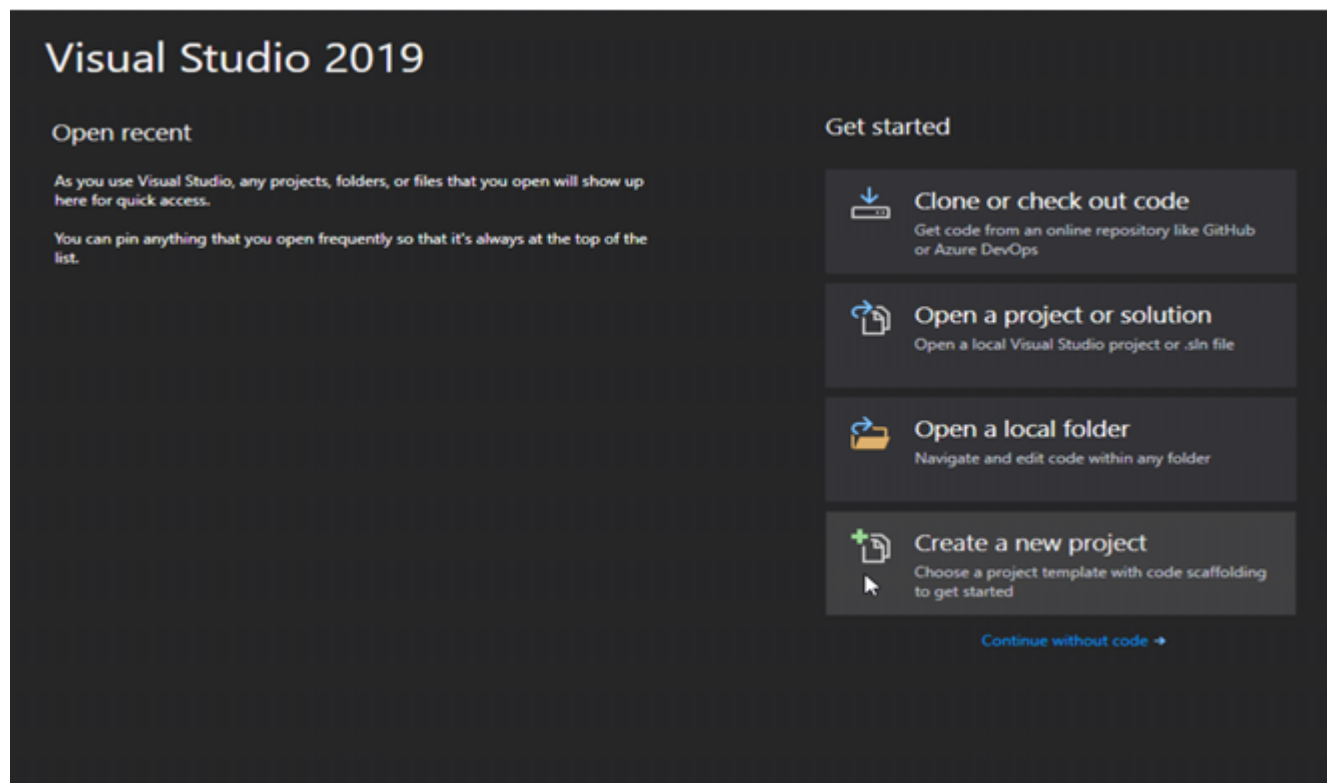 Visual Studio 2019
Open recent
As you use Visual Studio, any projects, folders, or files that you open will show up
here for quick access.
You can pin anything that you open frequently so that it's always at the top of the
list.
Get started
Clone or check out code
Get code from an online repository like GitHub
or Azure DevOps
Open a project or solution
Open a local Visual Studio project or .sln file
Open a local folder
Navigate and edit code within any folder
Create a new project
Choose a project template with code scaffolding
to get started
Continue without code →